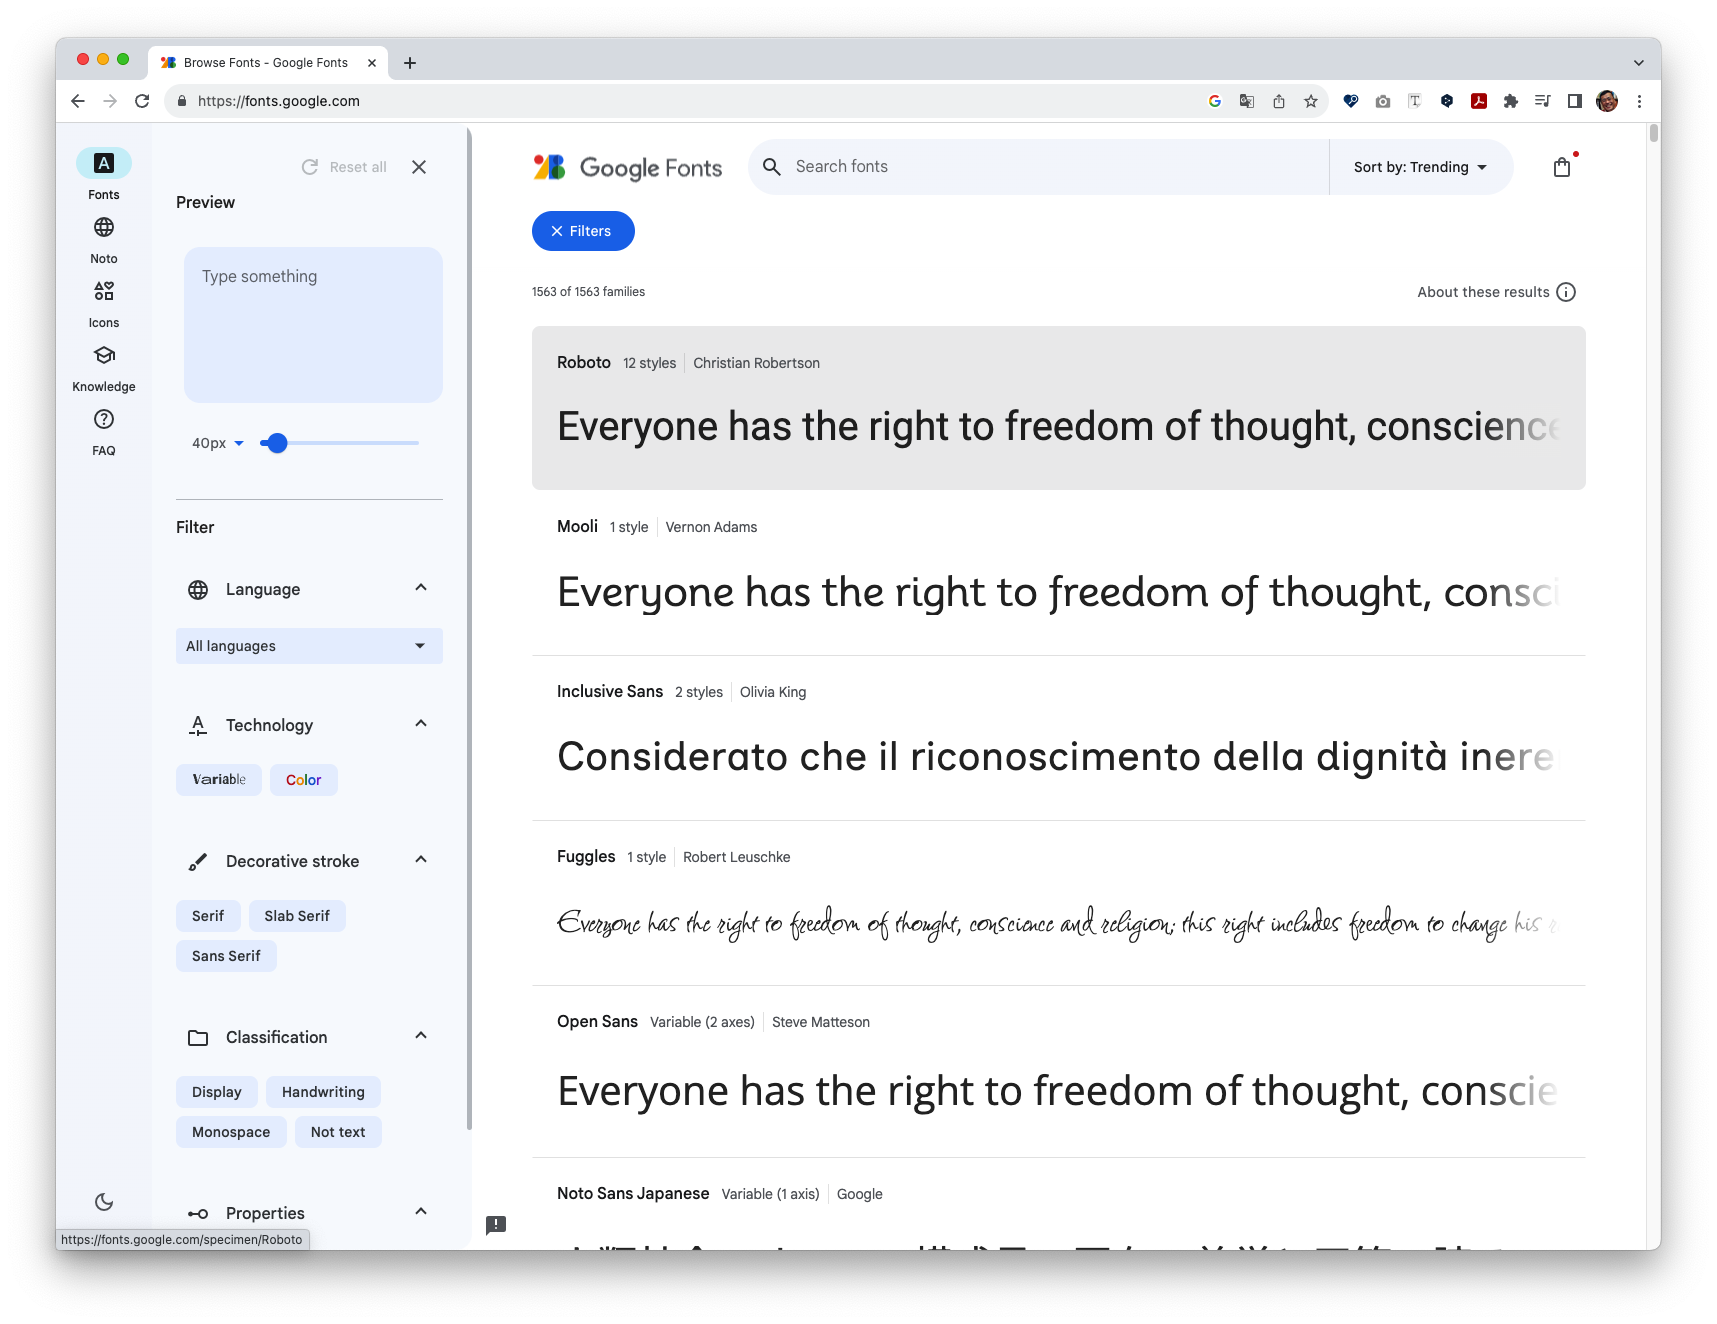 Browse Fonts - Google Fonts
https://fonts.google.com
Fonts
Noto
Icons
Knowledge
FAQ
Reset all
Preview
Type something
40px
Filter
Language
All languages
Technology
Variable
Color
Decorative stroke
Serif
Slab Serif
Sans Serif
Classification
Display
Handwriting
Monospace
Not text
Properties
https://fonts.google.com/specimen/Roboto
Google Fonts
Search fonts
Sort by: Trending
Filters
1563 of 1563 families
About these results
Roboto 12 styles Christian Robertson
Everyone has the right to freedom of thought, conscience
Mooli 1 style Vernon Adams
Everyone has the right to freedom of thought, consci
Inclusive Sans 2 styles Olivia King
Considerato che il riconoscimento della dignità inere
Fuggles 1 style Robert Leuschke
Everyone has the right to freedom of thought, conscience and religion; this right includes freedom to change his r
Open Sans Variable (2 axes) Steve Matteson
Everyone has the right to freedom of thought, conscie
Noto Sans Japanese Variable (1 axis) Google